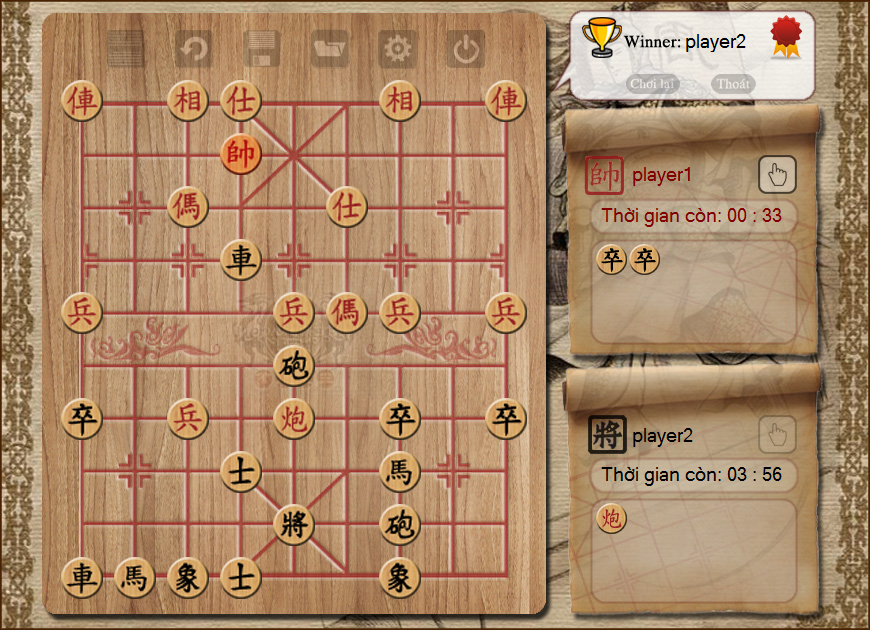 Winner: player2
Chơi lại Thoát
俥 相 仕 相 俥
帥
傌 仕
車
兵 兵 傌 兵 兵
砲
卒 兵 炮 卒 卒
士 馬
將 砲
車 馬 象 士 象
帥 player1
Thời gian còn: 00 : 33
卒 卒
將 player2
Thời gian còn: 03 : 56
炮